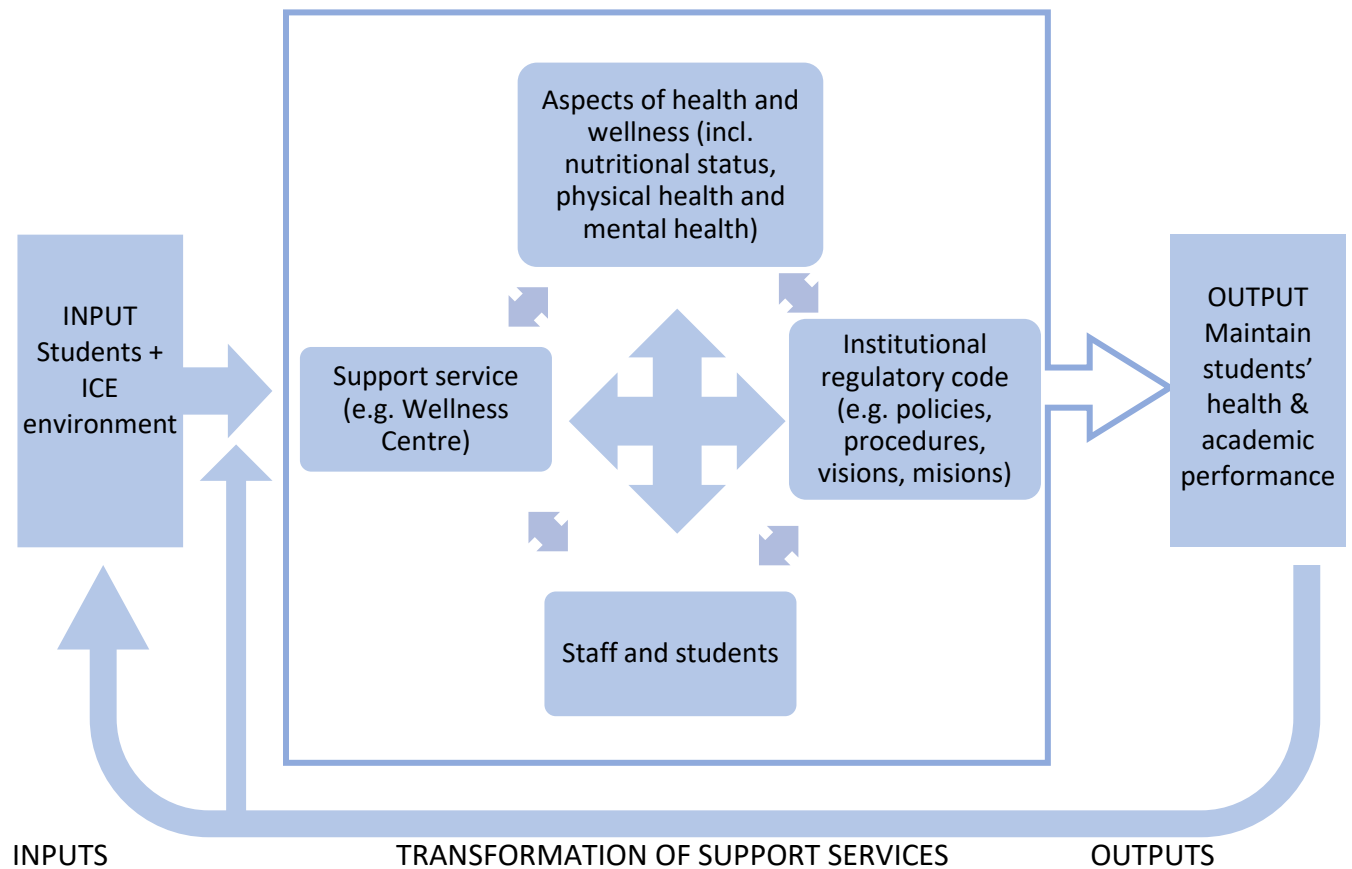 Aspects of health and
wellness (incl.
nutritional status,
physical health and
mental health)
INPUT
Students +
ICE
environment
Support service
(e.g. Wellness
Centre)
Institutional
regulatory code
(e.g. policies,
procedures,
visions, misions)
OUTPUT
Maintain
students’
health &
academic
performance
Staff and students
INPUTS
TRANSFORMATION OF SUPPORT SERVICES
OUTPUTS